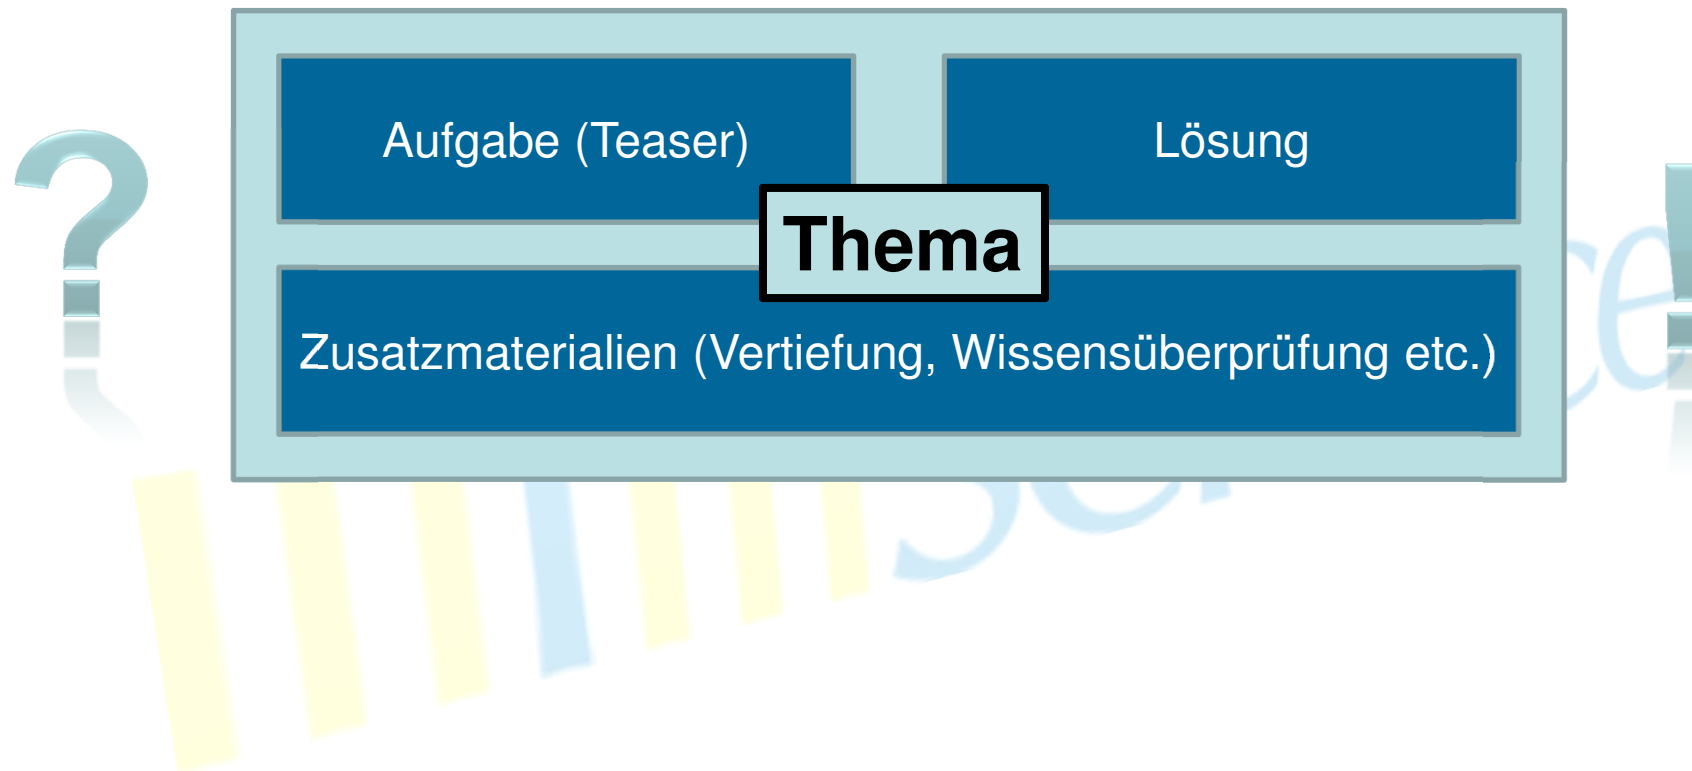 Aufgabe (Teaser)
Lösung
Thema
Zusatzmaterialien (Vertiefung, Wissensüberprüfung etc.)
?
!